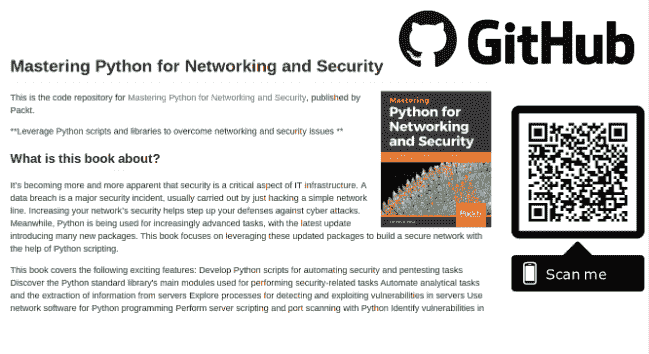 GitHub
Mastering Python for Networking and Security
This is the code repository for Mastering Python for Networking and Security, published by
Packt.
**Leverage Python scripts and libraries to overcome networking and security issues **
What is this book about?
It's becoming more and more apparent that security is a critical aspect of IT infrastructure. A
data breach is a major security incident, usually carried out by just hacking a simple network
line. Increasing your network's security helps step up your defenses against cyber attacks.
Meanwhile, Python is being used for increasingly advanced tasks, with the latest update
introducing many new packages. This book focuses on leveraging these updated packages to build a secure network with
the help of Python scripting.
This book covers the following exciting features: Develop Python scripts for automating security and pentesting tasks
Discover the Python standard library's main modules used for performing security-related tasks Automate analytical tasks
and the extraction of information from servers Explore processes for detecting and exploiting vulnerabilities in servers Use
network software for Python programming Perform server scripting and port scanning with Python Identify vulnerabilities in
Mastering
Python for
Networking
and Security
Packt
Scan me